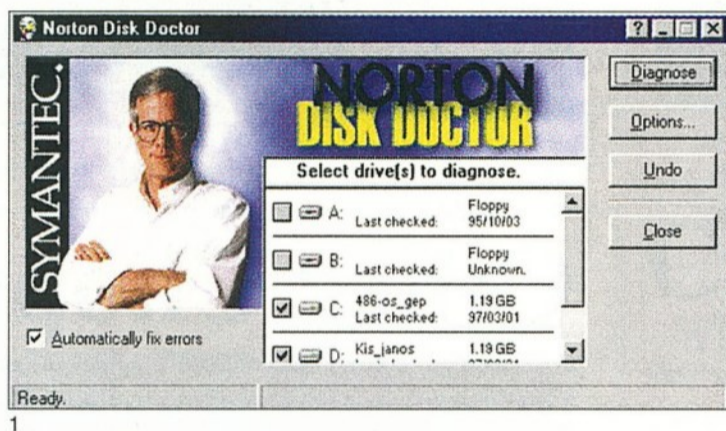 Norton Disk Doctor
SYMANTEC.
NORTON
DISK DOCTOR
Select drive(s) to diagnose.
A: Floppy
Last checked: 95/10/03
B: Floppy
Last checked: Unknown.
C: 486-os_gep 1.19 GB
Last checked: 97/03/01
D: Kis_janos 1.19 GB
Automatically fix errors
Diagnose
Options...
Undo
Close
Ready.
1